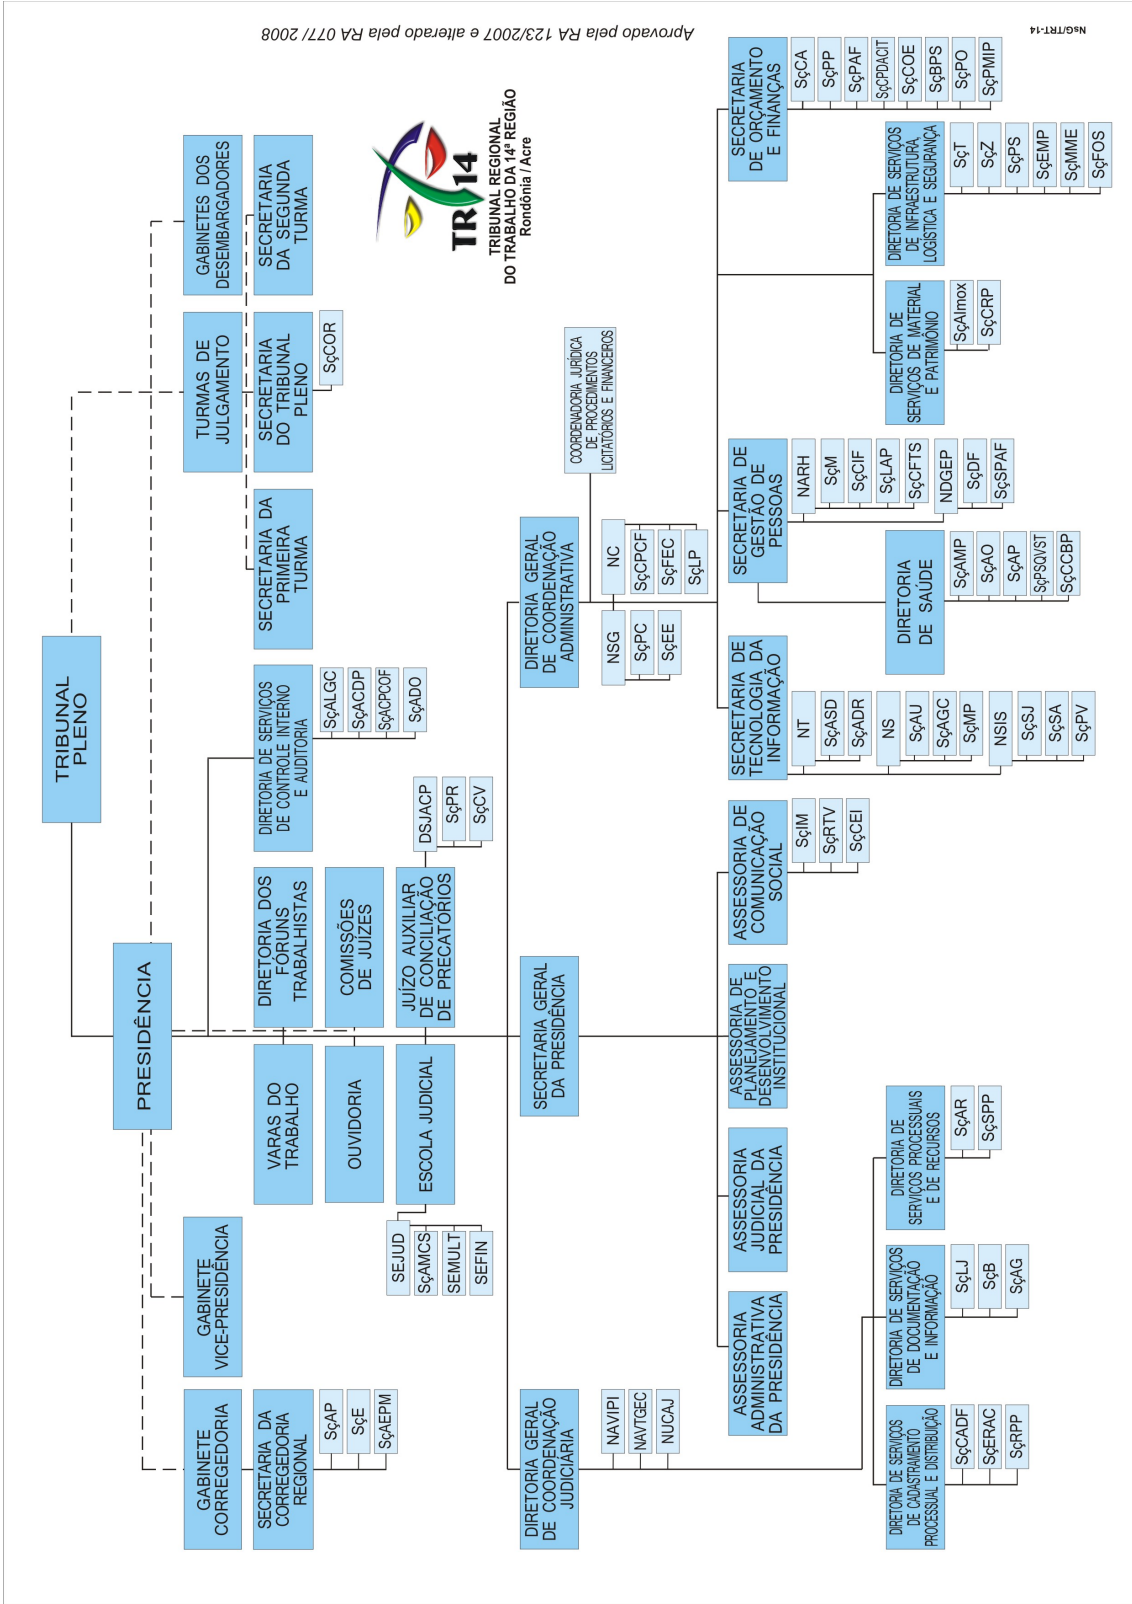 TRIBUNAL
PLENO
PRESIDÊNCIA
GABINETE
CORREGEDORIA
GABINETE
VICE-PRESIDÊNCIA
TURMAS DE
JULGAMENTO
GABINETES DOS
DESEMBARGADORES
SECRETARIA DA
CORREGEDORIA
REGIONAL
SçAP
SçE
SçAEPM
VARAS DO
TRABALHO
DIRETORIA DOS
FÓRUNS
TRABALHISTAS
DIRETORIA DE SERVIÇOS
DE CONTROLE INTERNO
E AUDITORIA
SçALGC
SçACDP
SçACPCOF
SçADO
SECRETARIA DA
PRIMEIRA
TURMA
SECRETARIA
DO TRIBUNAL
PLENO
SçCOR
SECRETARIA
DA SEGUNDA
TURMA
OUVIDORIA
COMISSÕES
DE JUÍZES
ESCOLA JUDICIAL
SEJUD
SçAMCS
SEMULT
SEFIN
JUÍZO AUXILIAR
DE CONCILIAÇÃO
DE PRECATÓRIOS
DSJACP
SçPR
SçCV
TR 14
TRIBUNAL REGIONAL
DO TRABALHO DA 14ª REGIÃO
Rondônia / Acre
DIRETORIA GERAL
DE COORDENAÇÃO
JUDICIÁRIA
NAVIPI
NAVTGEC
NUCAJ
SECRETARIA GERAL
DA PRESIDÊNCIA
DIRETORIA GERAL
DE COORDENAÇÃO
ADMINISTRATIVA
COORDENADORIA JURÍDICA
DE PROCEDIMENTOS
LICITATÓRIOS E FINANCEIROS
NSG
SçPC
SçEE
NC
SçCPCF
SçFEC
SçLP
ASSESSORIA
ADMINISTRATIVA
DA PRESIDÊNCIA
ASSESSORIA
JUDICIAL DA
PRESIDÊNCIA
ASSESSORIA DE
PLANEJAMENTO E
DESENVOLVIMENTO
INSTITUCIONAL
ASSESSORIA DE
COMUNICAÇÃO
SOCIAL
SçIM
SçRTV
SçCEI
SECRETARIA DE
TECNOLOGIA DA
INFORMAÇÃO
NT
SçASD
SçADR
NS
SçAU
SçAGC
SçMP
NSIS
SçSJ
SçSA
SçPV
SECRETARIA DE
GESTÃO DE
PESSOAS
NARH
SçM
SçCIF
SçLAP
SçCFTS
NDGEP
SçDF
SçSPAF
SECRETARIA
DE ORÇAMENTO
E FINANÇAS
SçCA
SçPP
SçPAF
SçCPDACIT
SçCOE
SçBPS
SçPO
SçPMIP
DIRETORIA DE SERVIÇOS
DE CADASTRAMENTO
PROCESSUAL E DISTRIBUIÇÃO
SçCADF
SçERAC
SçRPP
DIRETORIA DE SERVIÇOS
DE DOCUMENTAÇÃO
E INFORMAÇÃO
SçLJ
SçB
SçAG
DIRETORIA DE
SERVIÇOS PROCESSUAIS
E DE RECURSOS
SçAR
SçSPP
DIRETORIA
DE SAÚDE
SçAMP
SçAO
SçAP
SçPSQVST
SçCCBP
DIRETORIA DE
SERVIÇOS DE MATERIAL
E PATRIMÔNIO
SçAlmox
SçCRP
DIRETORIA DE SERVIÇOS
DE INFRAESTRUTURA,
LOGÍSTICA E SEGURANÇA
SçT
SçZ
SçPS
SçEMP
SçMME
SçFOS
Aprovado pela RA 123/2007 e alterado pela RA 077/ 2008
NsG/TRT-14